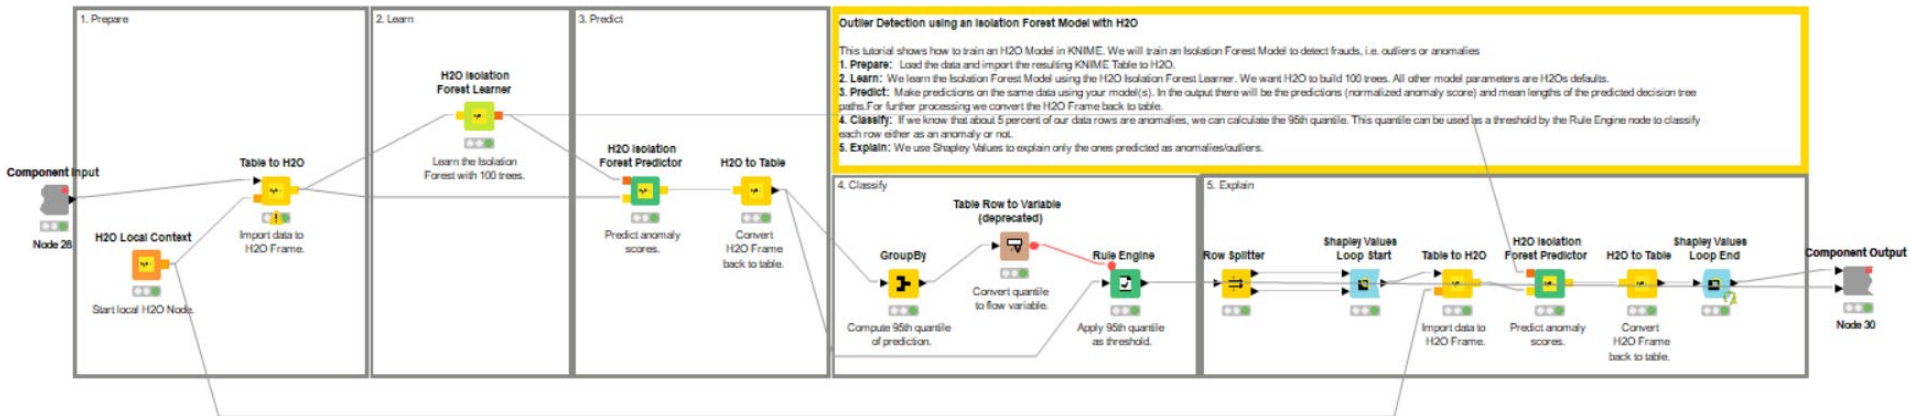 1. Prepare
2. Learn
3. Predict
Outlier Detection using an Isolation Forest Model with H2O
This tutorial shows how to train an H2O Model in KNIME. We will train an Isolation Forest Model to detect frauds, i.e. outliers or anomalies
1. Prepare: Load the data and import the resulting KNIME Table to H2O.
2. Learn: We learn the Isolation Forest Model using the H2O Isolation Forest Learner. We want H2O to build 100 trees. All other model parameters are H2Os defaults.
3. Predict: Make predictions on the same data using your model(s). In the output there will be the predictions (normalized anomaly score) and mean lengths of the predicted decision tree
paths.For further processing we convert the H2O Frame back to table.
4. Classify: If we know that about 5 percent of our data rows are anomalies, we can calculate the 95th quantile. This quantile can be used as a threshold by the Rule Engine node to classify
each row either as an anomaly or not.
5. Explain: We use Shapley Values to explain only the ones predicted as anomalies/outliers.
Component Input
Node 28
H2O Local Context
Start local H2O Node.
Table to H2O
Import data to
H2O Frame.
H2O Isolation
Forest Learner
Learn the Isolation
Forest with 100 trees.
H2O Isolation
Forest Predictor
Predict anomaly
scores.
H2O to Table
Convert
H2O Frame
back to table.
4. Classify
GroupBy
Compute 95th quantile
of prediction.
Table Row to Variable
(deprecated)
Convert quantile
to flow variable.
Rule Engine
Apply 95th quantile
as threshold.
5. Explain
Row Splitter
Shapley Values
Loop Start
Table to H2O
Import data to
H2O Frame.
H2O Isolation
Forest Predictor
Predict anomaly
scores.
H2O to Table
Convert
H2O Frame
back to table.
Shapley Values
Loop End
Component Output
Node 30